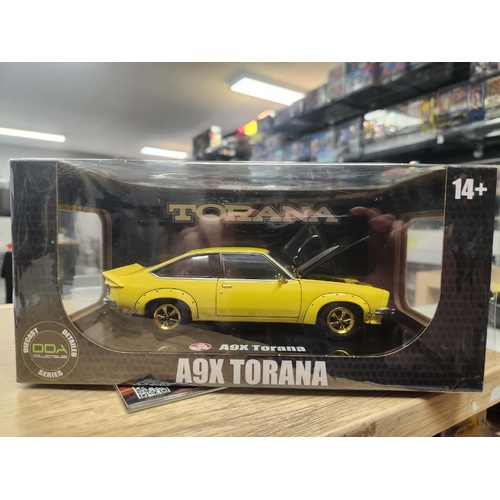 TORANA
14+
DIECAST
DETAILED
DDA
COLLECTIBLES
SERIES
A9X Torana
A9X TORANA